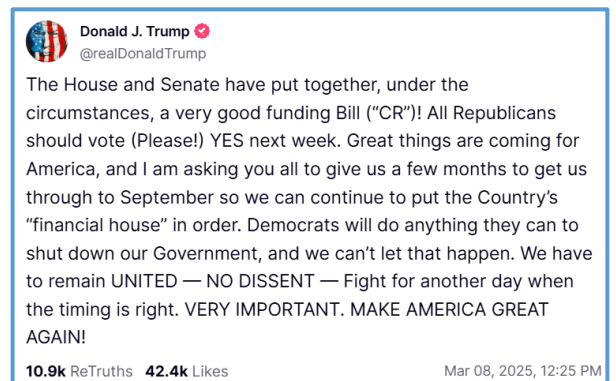 Donald J. Trump
@realDonaldTrump
The House and Senate have put together, under the
circumstances, a very good funding Bill (“CR”)! All Republicans
should vote (Please!) YES next week. Great things are coming for
America, and I am asking you all to give us a few months to get us
through to September so we can continue to put the Country’s
“financial house” in order. Democrats will do anything they can to
shut down our Government, and we can’t let that happen. We have
to remain UNITED — NO DISSENT — Fight for another day when
the timing is right. VERY IMPORTANT. MAKE AMERICA GREAT
AGAIN!
10.9k ReTruths 42.4k Likes Mar 08, 2025, 12:25 PM